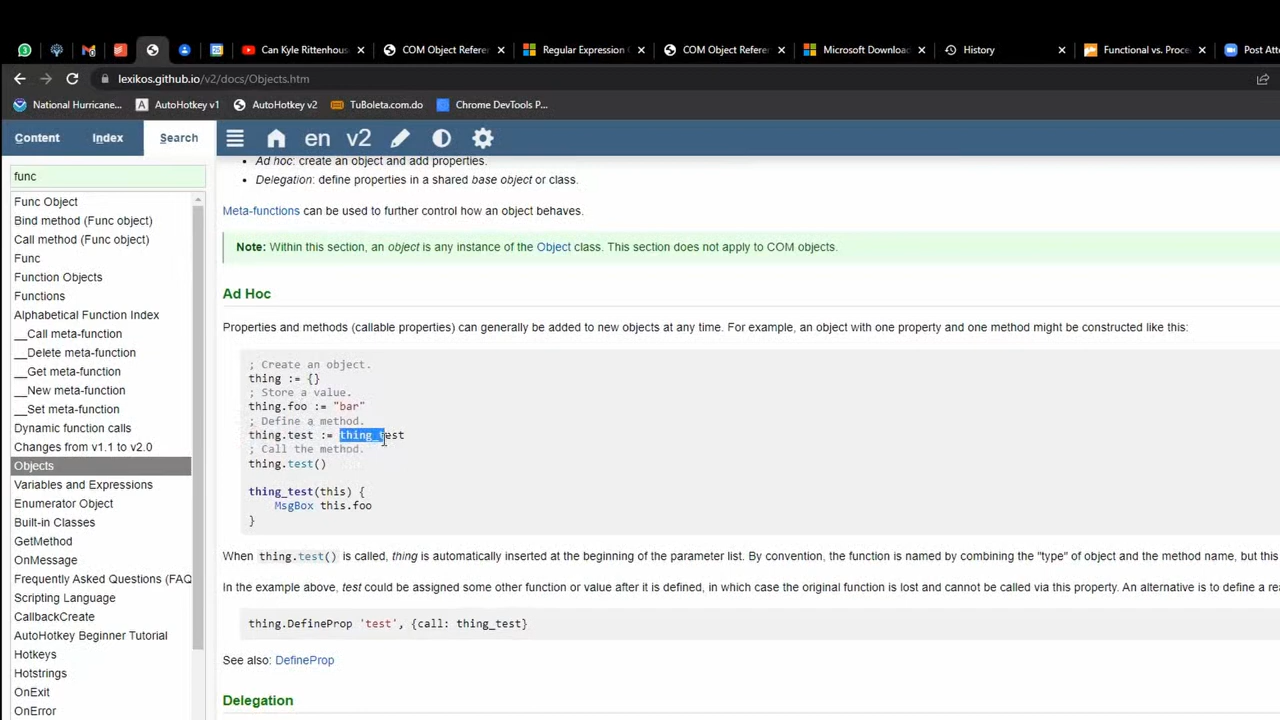 Can Kyle Rittenhous
COM Object Refere
Regular Expression
COM Object Refere
Microsoft Downloa
History
Functional vs. Proc
Post Att
lexikos.github.io/v2/docs/Objects.htm
National Hurricane...
AutoHotkey v1
AutoHotkey v2
TuBoleta.com.do
Chrome DevTools P...
Content
Index
Search
en
v2
func
Func Object
Bind method (Func object)
Call method (Func object)
Func
Function Objects
Functions
Alphabetical Function Index
__Call meta-function
__Delete meta-function
__Get meta-function
__New meta-function
__Set meta-function
Dynamic function calls
Changes from v1.1 to v2.0
Objects
Variables and Expressions
Enumerator Object
Built-in Classes
GetMethod
OnMessage
Frequently Asked Questions (FAQ
Scripting Language
CallbackCreate
AutoHotkey Beginner Tutorial
Hotkeys
Hotstrings
OnExit
OnError
Ad hoc: create an object and add properties.
Delegation: define properties in a shared base object or class.
Meta-functions can be used to further control how an object behaves.
Note: Within this section, an object is any instance of the Object class. This section does not apply to COM objects.
Ad Hoc
Properties and methods (callable properties) can generally be added to new objects at any time. For example, an object with one property and one method might be constructed like this:
; Create an object.
thing := {}
; Store a value.
thing.foo := "bar"
; Define a method.
thing.test := thing_test
; Call the method.
thing.test()
thing_test(this) {
MsgBox this.foo
}
When thing.test() is called, thing is automatically inserted at the beginning of the parameter list. By convention, the function is named by combining the "type" of object and the method name, but this
In the example above, test could be assigned some other function or value after it is defined, in which case the original function is lost and cannot be called via this property. An alternative is to define a rea
thing.DefineProp 'test', {call: thing_test}
See also: DefineProp
Delegation